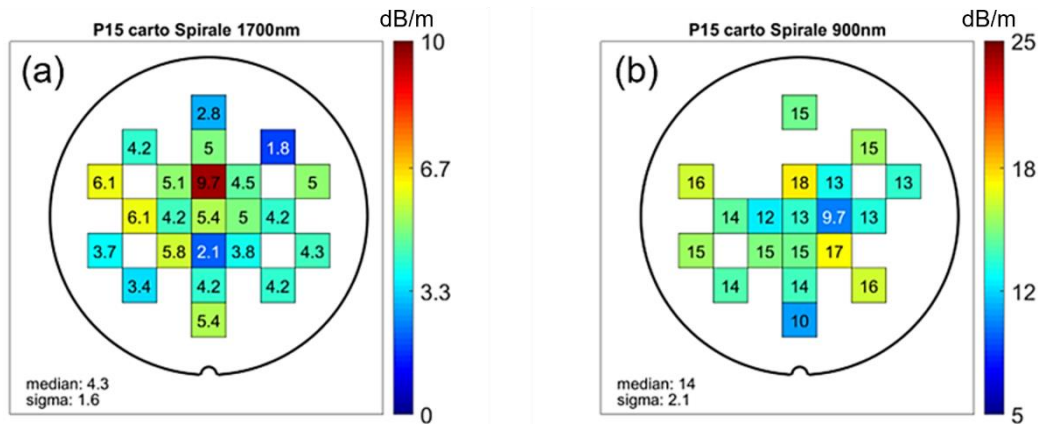 dB/m
P15 carto Spirale 1700nm
(a)
10
6.7
3.3
0
2.8
4.2 5 1.8
6.1 5.1 9.7 4.5 5
6.1 4.2 5.4 5 4.2
3.7 5.8 2.1 3.8 4.3
3.4 4.2 4.2
5.4
median: 4.3
sigma: 1.6
dB/m
P15 carto Spirale 900nm
(b)
25
18
12
5
15
15
16 18 13 13
14 12 13 9.7 13
15 15 15 17
14 14 16
10
median: 14
sigma: 2.1